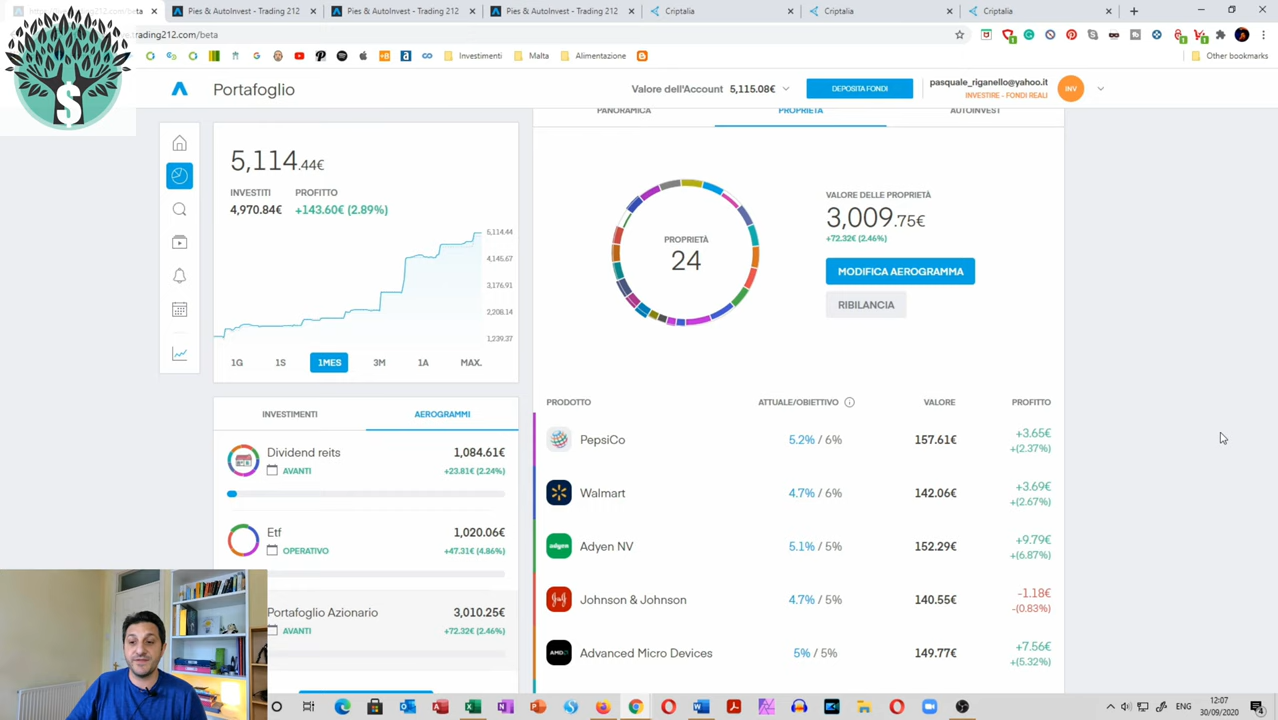 Pies & AutoInvest - Trading 212
Pies & AutoInvest - Trading 212
Pies & AutoInvest - Trading 212
Criptalia
Criptalia
Criptalia
.trading212.com/beta
Investimenti
Malta
Alimentazione
Other bookmarks
$
Portafoglio
Valore dell'Account 5,115.08€
DEPOSITA FONDI
pasquale_riganello@yahoo.it
INVESTIRE - FONDI REALI
INV
PANORAMICA
PROPRIETÀ
AUTOINVEST
5,114.44€
INVESTITI
PROFITTO
4,970.84€
+143.60€ (2.89%)
5,114.44
4,145.67
3,176.91
2,208.14
1,239.37
1G
1S
1MES
3M
1A
MAX.
PROPRIETÀ
24
VALORE DELLE PROPRIETÀ
3,009.75€
+72.32€ (2.46%)
MODIFICA AEROGRAMMA
RIBILANCIA
INVESTIMENTI
AEROGRAMMI
Dividend reits
1,084.61€
AVANTI
+23.81€ (2.24%)
Etf
1,020.06€
OPERATIVO
+47.31€ (4.86%)
Portafoglio Azionario
3,010.25€
AVANTI
+72.32€ (2.46%)
PRODOTTO
ATTUALE/OBIETTIVO
VALORE
PROFITTO
PepsiCo
5.2% / 6%
157.61€
+3.65€
+(2.37%)
Walmart
4.7% / 6%
142.06€
+3.69€
+(2.67%)
adyen
Adyen NV
5.1% / 5%
152.29€
+9.79€
+(6.87%)
Johnson & Johnson
4.7% / 5%
140.55€
-1.18€
-(0.83%)
AMD
Advanced Micro Devices
5% / 5%
149.77€
+7.56€
+(5.32%)
ENG
12:07
30/09/2020